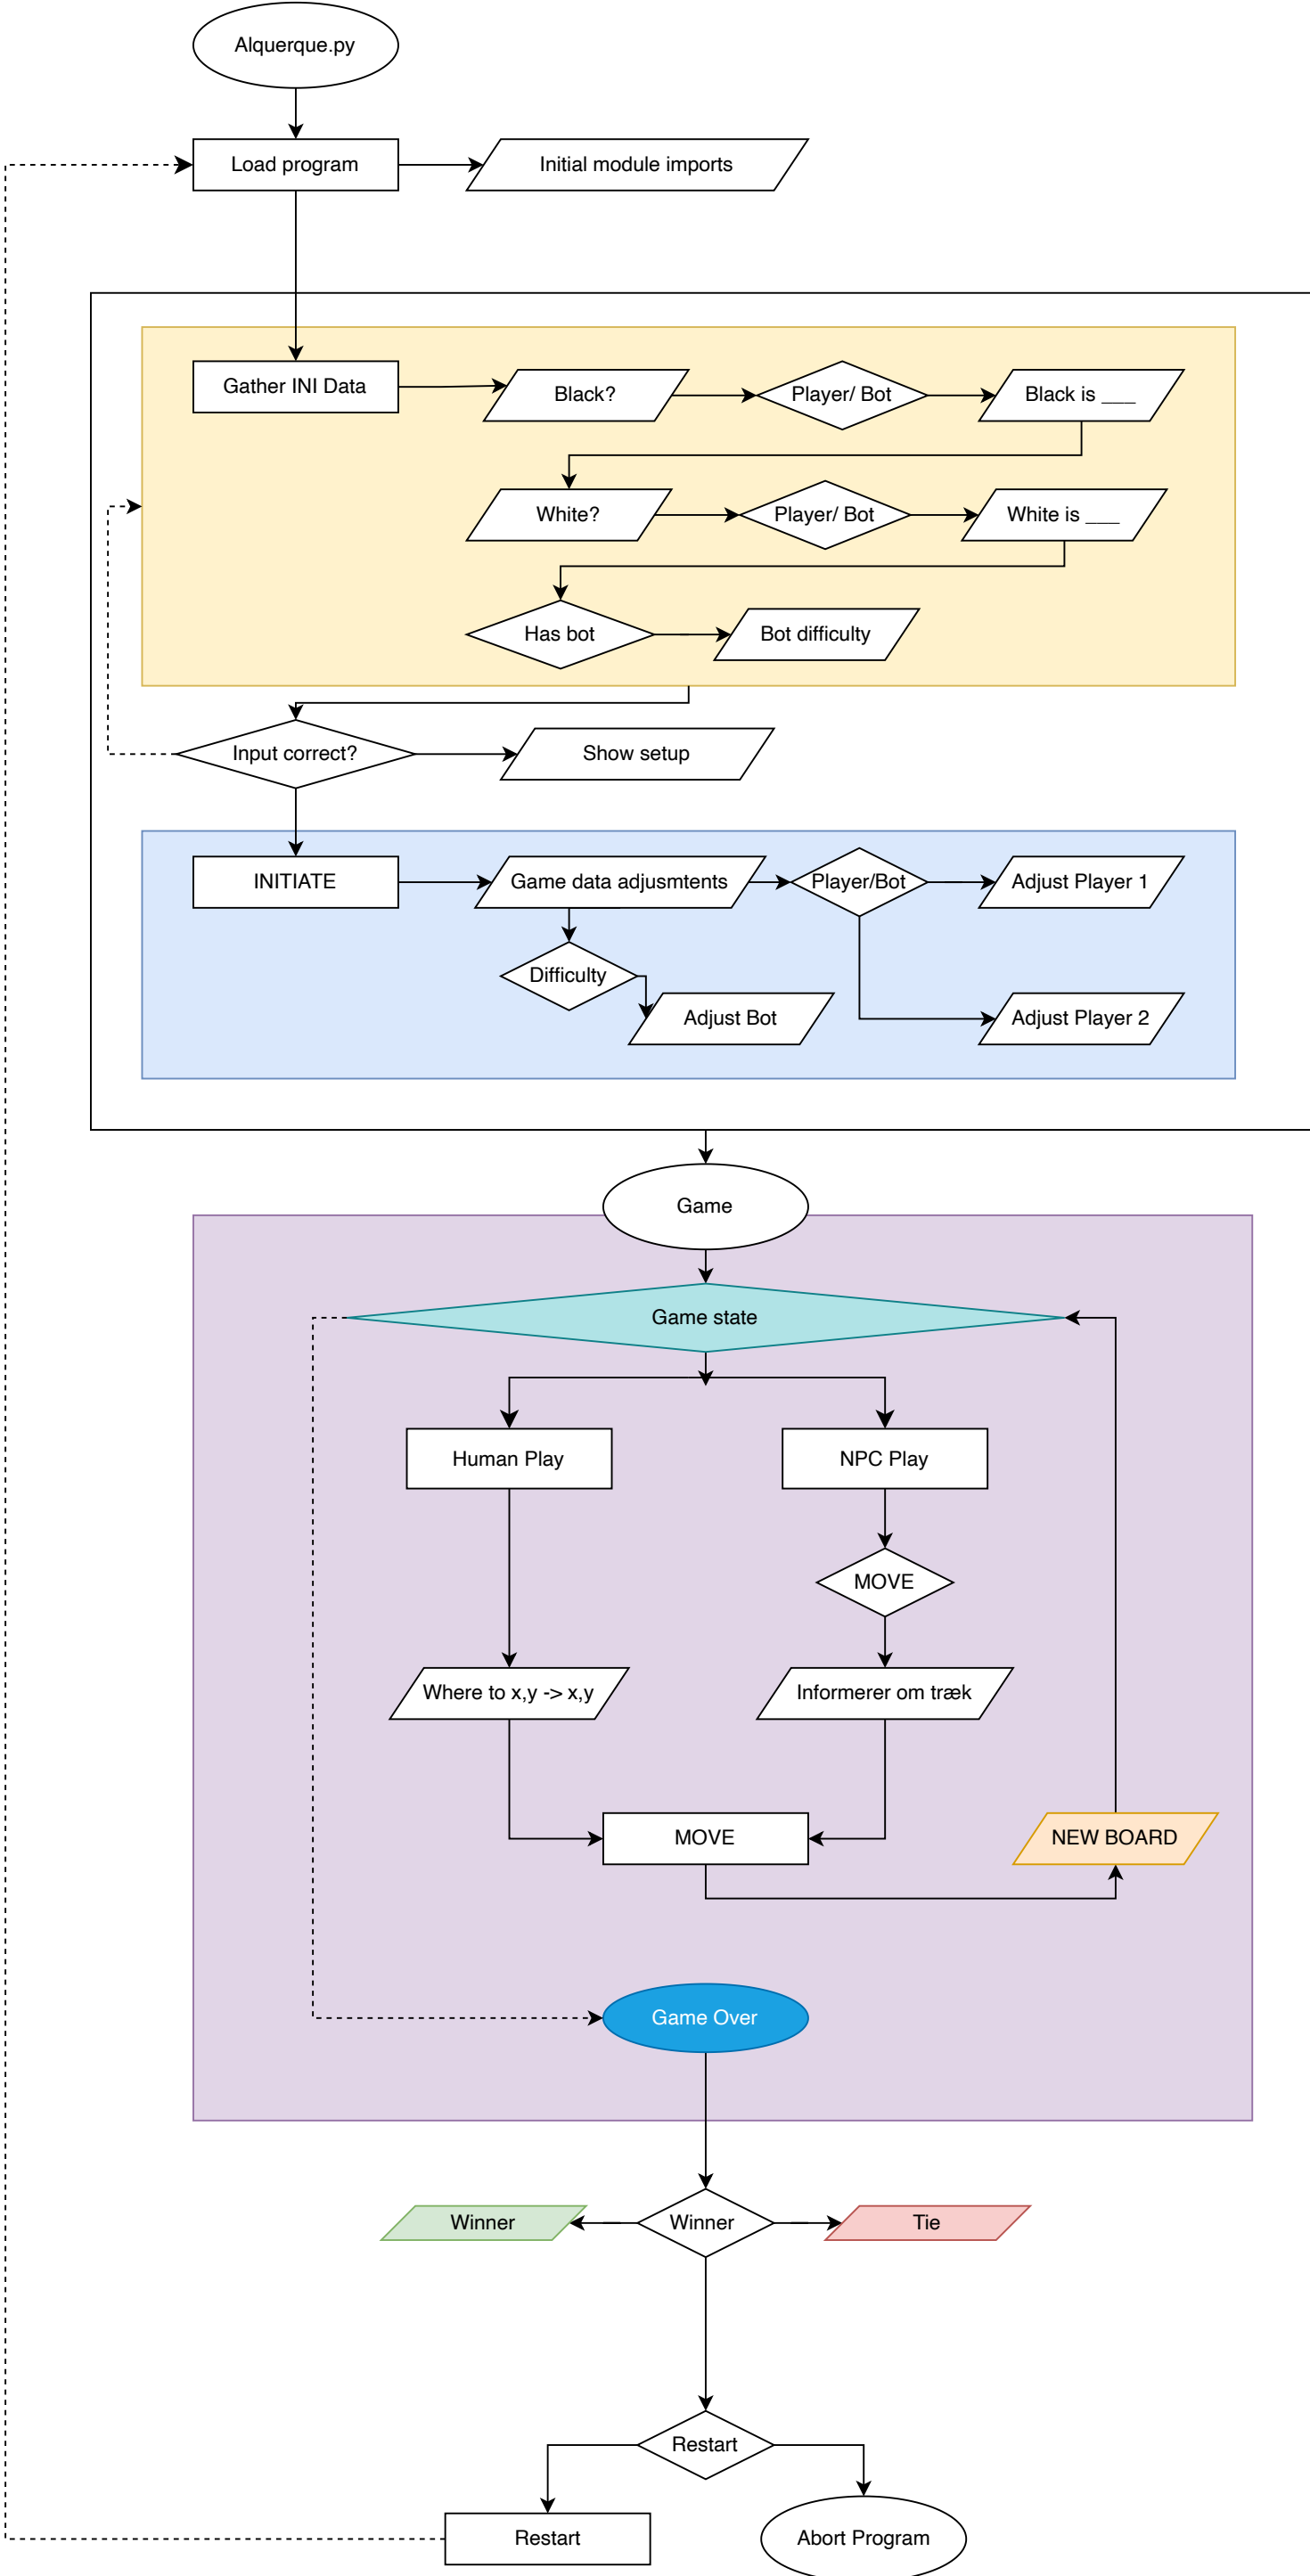 Alquerque.py
Load program
Initial module imports
Gather INI Data
Black?
Player/ Bot
Black is ___
White?
Player/ Bot
White is ___
Has bot
Bot difficulty
Input correct?
Show setup
INITIATE
Game data adjusmtents
Player/Bot
Adjust Player 1
Difficulty
Adjust Bot
Adjust Player 2
Game
Game state
Human Play
NPC Play
MOVE
Where to x,y -> x,y
Informerer om træk
MOVE
NEW BOARD
Game Over
Winner
Winner
Tie
Restart
Restart
Abort Program